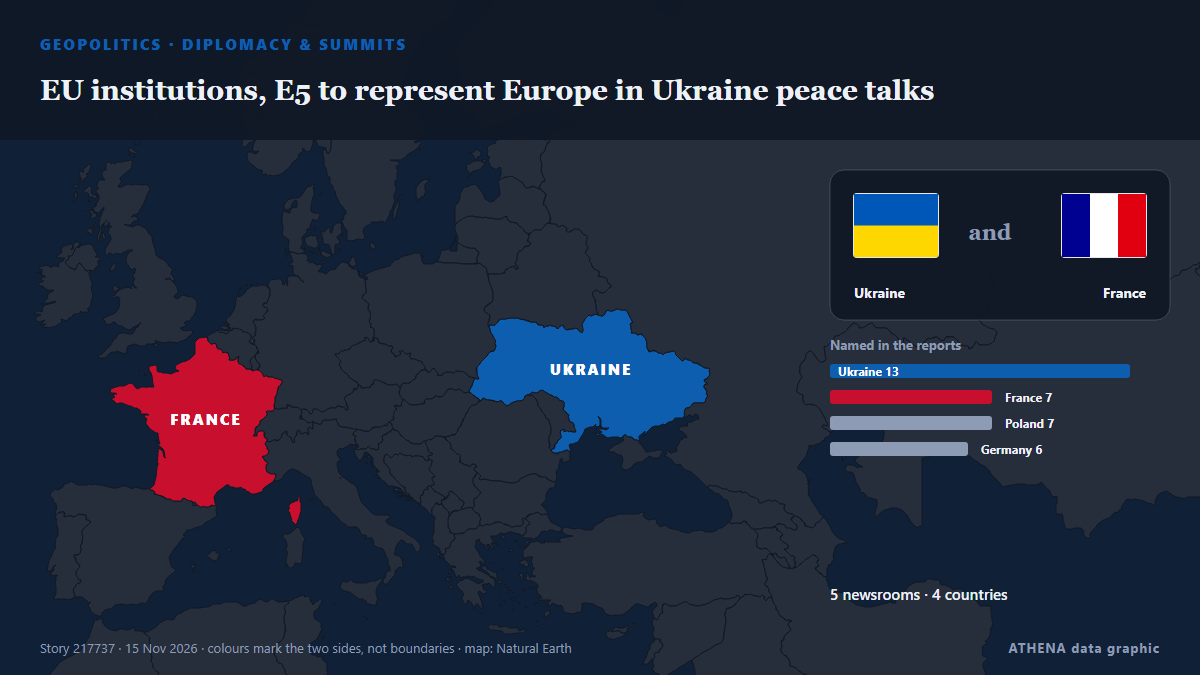 GEOPOLITICS · DIPLOMACY & SUMMITS
EU institutions, E5 to represent Europe in Ukraine peace talks
and
Ukraine
France
Named in the reports
Ukraine 13
France 7
Poland 7
Germany 6
UKRAINE
FRANCE
5 newsrooms · 4 countries
Story 217737 · 15 Nov 2026 · colours mark the two sides, not boundaries · map: Natural Earth
ATHENA data graphic